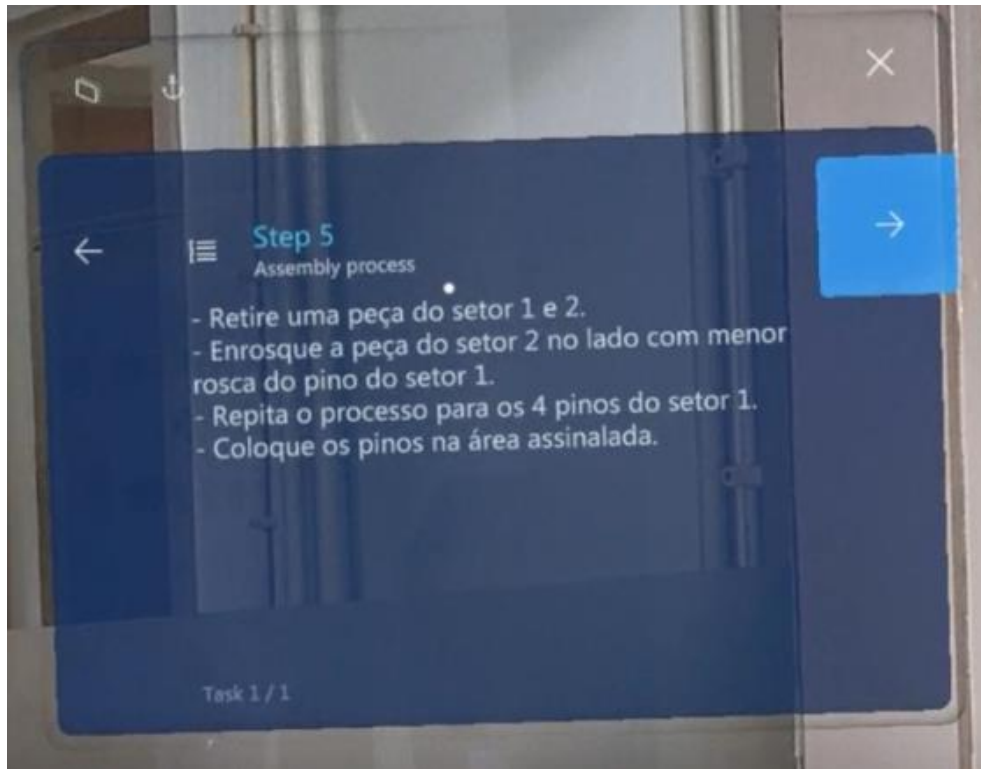 Step 5
Assembly process
- Retire uma peça do setor 1 e 2.
- Enrosque a peça do setor 2 no lado com menor
rosca do pino do setor 1.
- Repita o processo para os 4 pinos do setor 1.
- Coloque os pinos na área assinalada.
Task 1 / 1